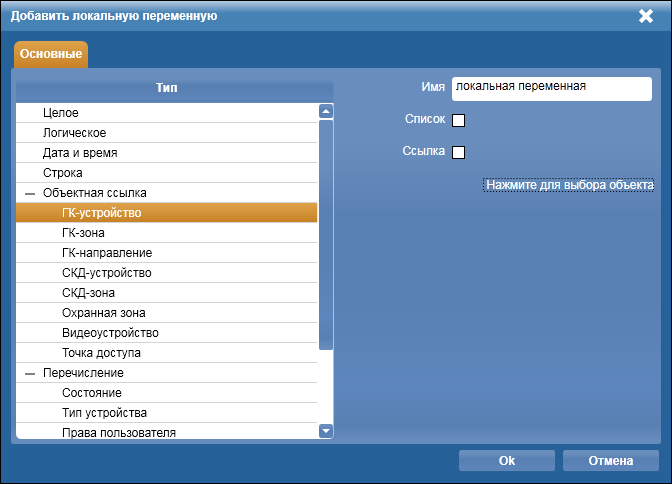 Добавить локальную переменную
Основные
Тип
Целое
Логическое
Дата и время
Строка
Объектная ссылка
ГК-устройство
ГК-зона
ГК-направление
СКД-устройство
СКД-зона
Охранная зона
Видеоустройство
Точка доступа
Перечисление
Состояние
Тип устройства
Права пользователя
Имя локальная переменная
Список
Ссылка
Нажмите для выбора объекта
Ok Отмена